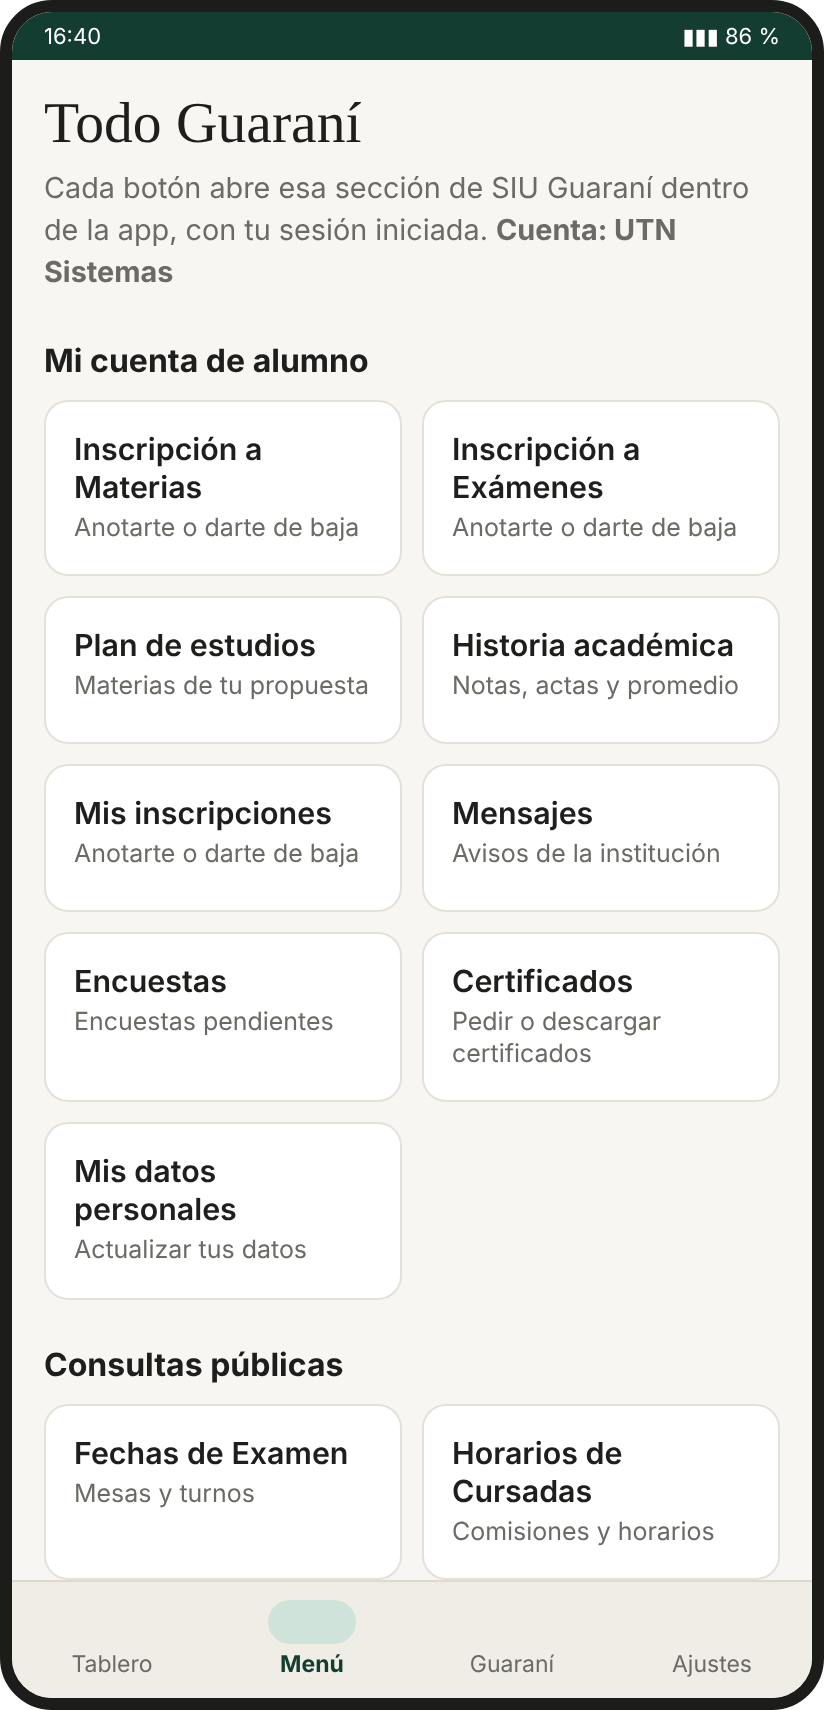 16:40
86 %
Todo Guaraní
Cada botón abre esa sección de SIU Guaraní dentro
de la app, con tu sesión iniciada. Cuenta: UTN
Sistemas
Mi cuenta de alumno
Inscripción a
Materias
Anotarte o darte de baja
Inscripción a
Exámenes
Anotarte o darte de baja
Plan de estudios
Materias de tu propuesta
Historia académica
Notas, actas y promedio
Mis inscripciones
Anotarte o darte de baja
Mensajes
Avisos de la institución
Encuestas
Encuestas pendientes
Certificados
Pedir o descargar
certificados
Mis datos
personales
Actualizar tus datos
Consultas públicas
Fechas de Examen
Mesas y turnos
Horarios de
Cursadas
Comisiones y horarios
Tablero
Menú
Guaraní
Ajustes